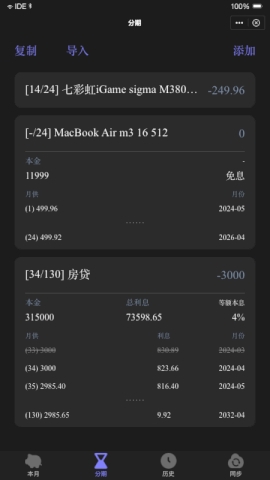 IDE 8:56 100%
分期
复制 导入 添加
[14/24] 七彩虹iGame sigma M380… -249.96
[-/24] MacBook Air m3 16 512 0
本金 -
11999 免息
月供 月份
(1) 499.96 2024-05
······
(24) 499.92 2026-04
[34/130] 房贷 -3000
本金 总利息 等额本息
315000 73598.65 4%
月供 利息 月份
(33) 3000 830.89 2024-03
(34) 3000 823.66 2024-04
(35) 2985.40 816.40 2024-05
······
(130) 2985.65 9.92 2032-04
本月 分期 历史 同步